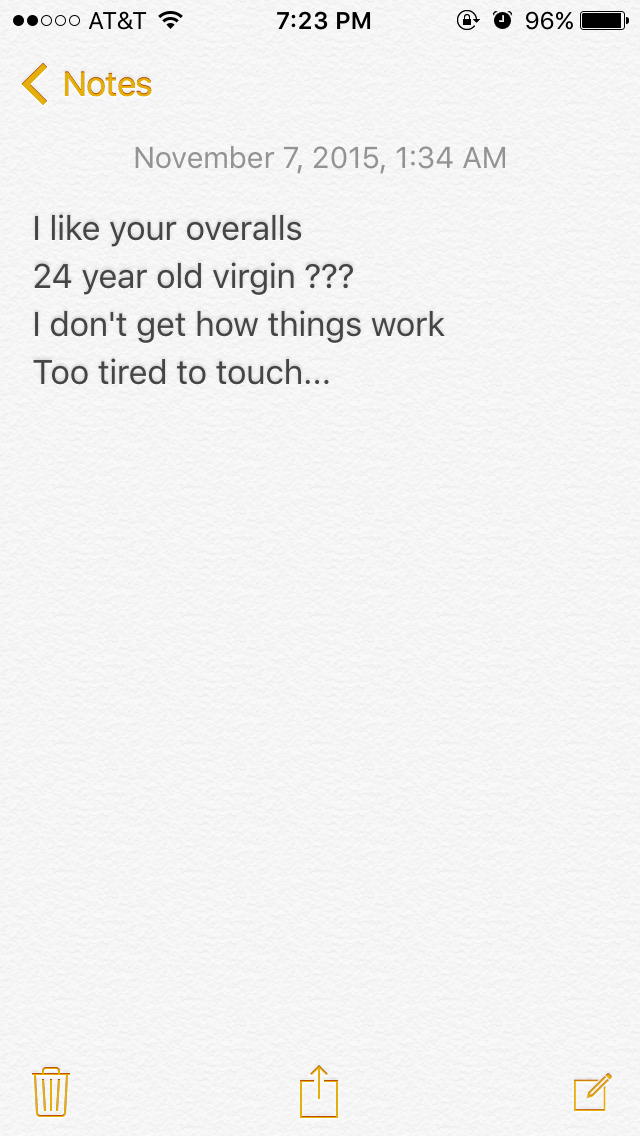 AT&T 7:23 PM 96%
Notes
November 7, 2015, 1:34 AM
I like your overalls
24 year old virgin ???
I don't get how things work
Too tired to touch...